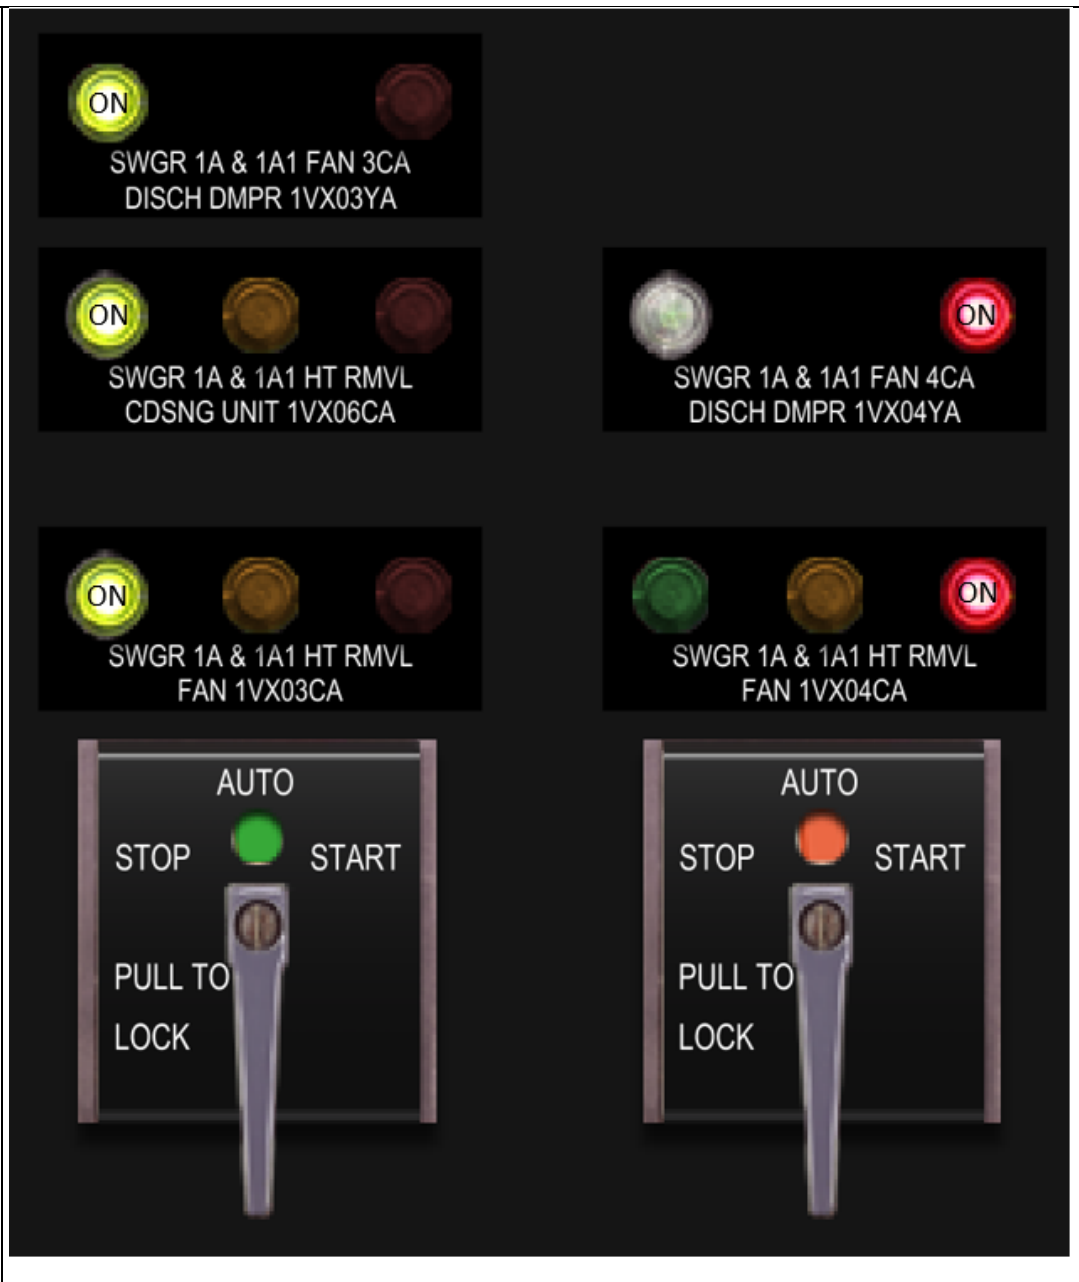 ON
SWGR 1A & 1A1 FAN 3CA
DISCH DMPR 1VX03YA
ON
SWGR 1A & 1A1 HT RMVL
CDSNG UNIT 1VX06CA
ON
SWGR 1A & 1A1 FAN 4CA
DISCH DMPR 1VX04YA
ON
SWGR 1A & 1A1 HT RMVL
FAN 1VX03CA
ON
SWGR 1A & 1A1 HT RMVL
FAN 1VX04CA
AUTO
STOP
START
PULL TO
LOCK
AUTO
STOP
START
PULL TO
LOCK